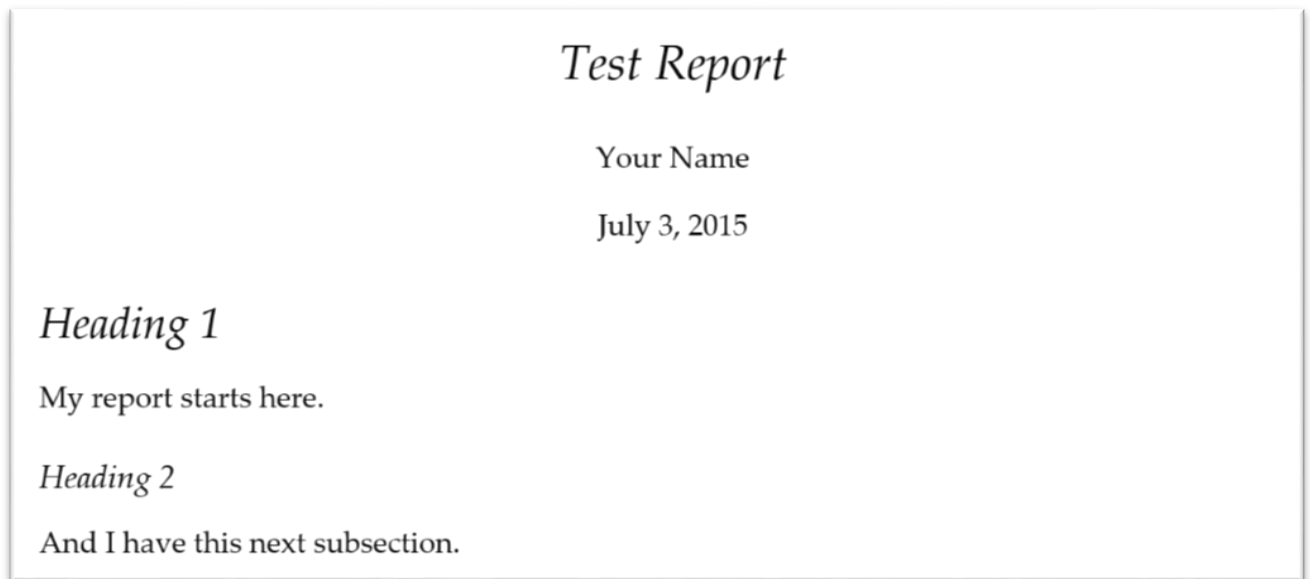 Test Report
Your Name
July 3, 2015
Heading 1
My report starts here.
Heading 2
And I have this next subsection.